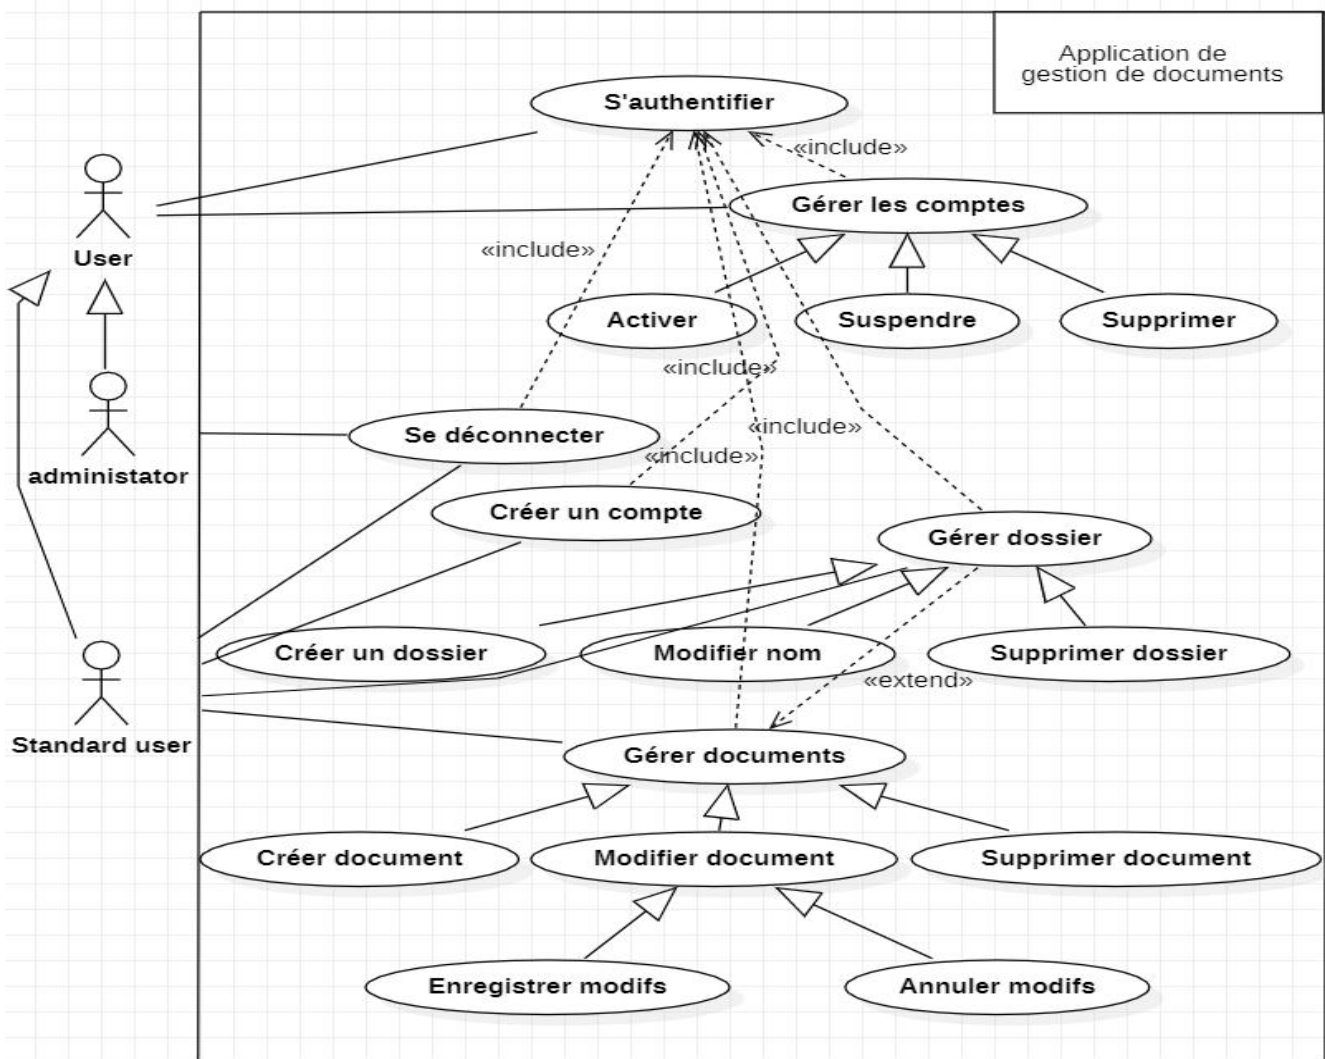 Application de
gestion de documents
S'authentifier
«include»
Gérer les comptes
«include»
User
Activer
Suspendre
Supprimer
«include»
Se déconnecter
«include»
«include»
administator
Créer un compte
Gérer dossier
Créer un dossier
Modifier nom
Supprimer dossier
«extend»
Standard user
Gérer documents
Créer document
Modifier document
Supprimer document
Enregistrer modifs
Annuler modifs